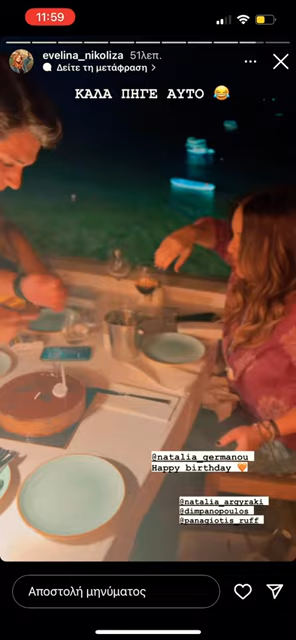 11:59
evelina_nikoliza 51λεπ.
Δείτε τη μετάφραση >
ΚΑΛΑ ΠΗΓΕ ΑΥΤΟ 😂
@natalia_germanou
Happy birthday 🧡
@natalia_argyraki
@dimpanopoulos
@panagiotis_ruff
Αποστολή μηνύματος